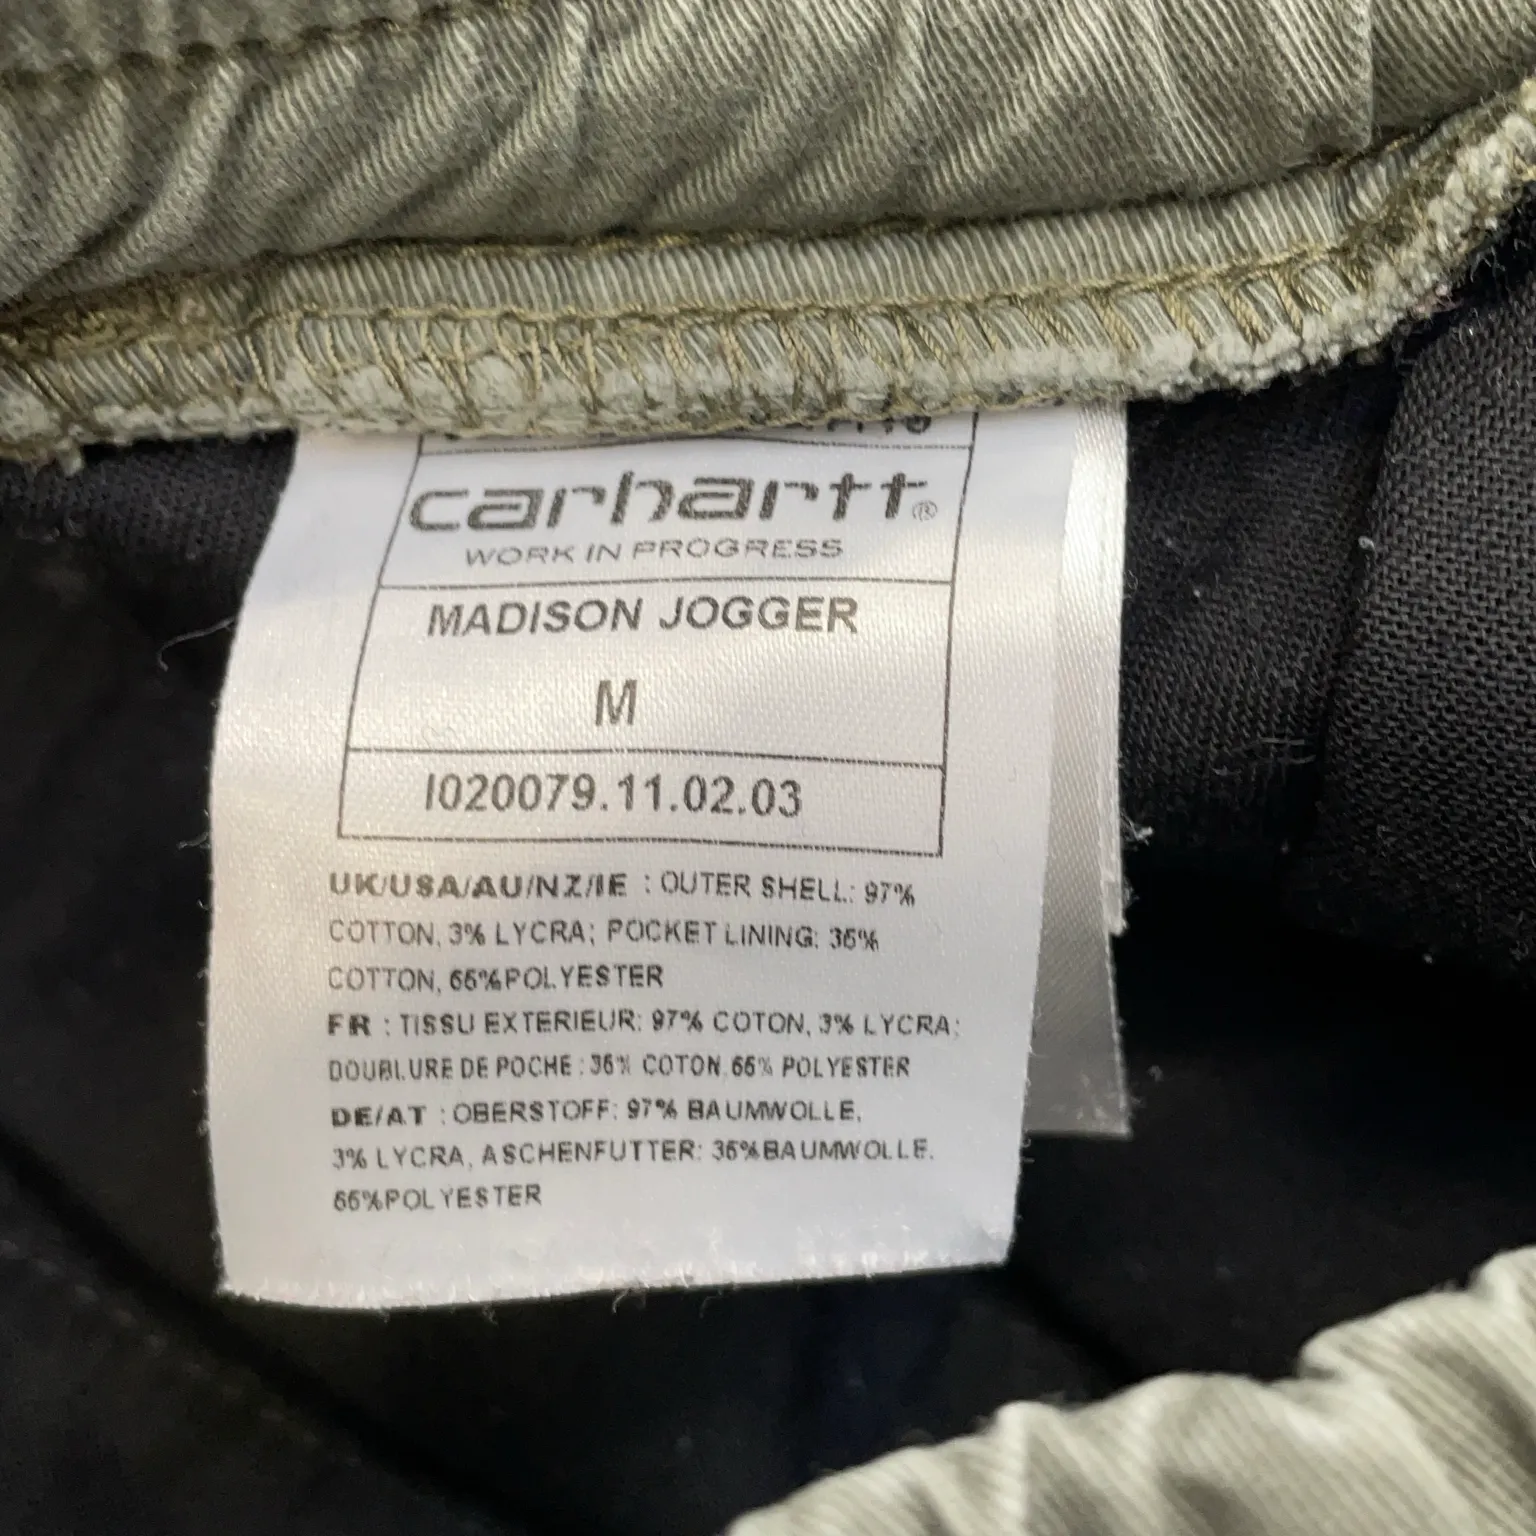 carhartt®
WORK IN PROGRESS
MADISON JOGGER
M
I020079.11.02.03
UK/USA/AU/NZ/IE : OUTER SHELL: 97%
COTTON, 3% LYCRA; POCKET LINING: 35%
COTTON, 65%POLYESTER
FR : TISSU EXTERIEUR: 97% COTON, 3% LYCRA;
DOUBLURE DE POCHE : 35% COTON, 65% POLYESTER
DE/AT : OBERSTOFF: 97% BAUMWOLLE,
3% LYCRA, ASCHENFUTTER: 35%BAUMWOLLE,
65%POLYESTER